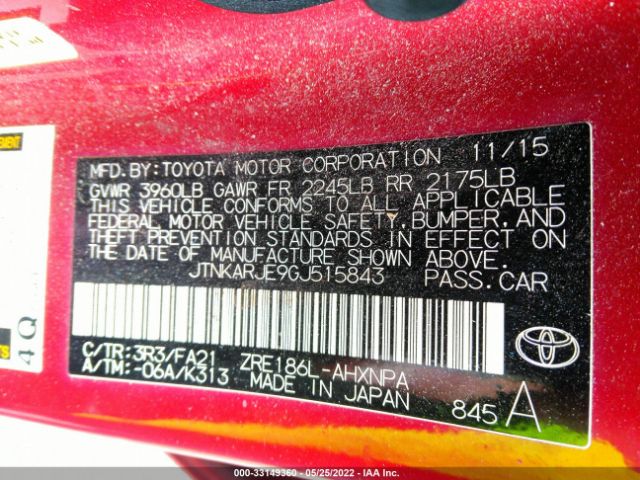 MFD.BY:TOYOTA MOTOR CORPORATION 11/15
GVWR 3960LB GAWR FR 2245LB RR 2175LB
THIS VEHICLE CONFORMS TO ALL APPLICABLE
FEDERAL MOTOR VEHICLE SAFETY,BUMPER,AND
THEFT PREVENTION STANDARDS IN EFFECT ON
THE DATE OF MANUFACTURE SHOWN ABOVE.
JTNKARJE9GJ515843 PASS.CAR
C/TR:3R3/FA21 ZRE186L-AHXNPA
A/TM:-06A/K313 MADE IN JAPAN 845 A
4Q
000-33149360 - 05/25/2022 - IAA Inc.